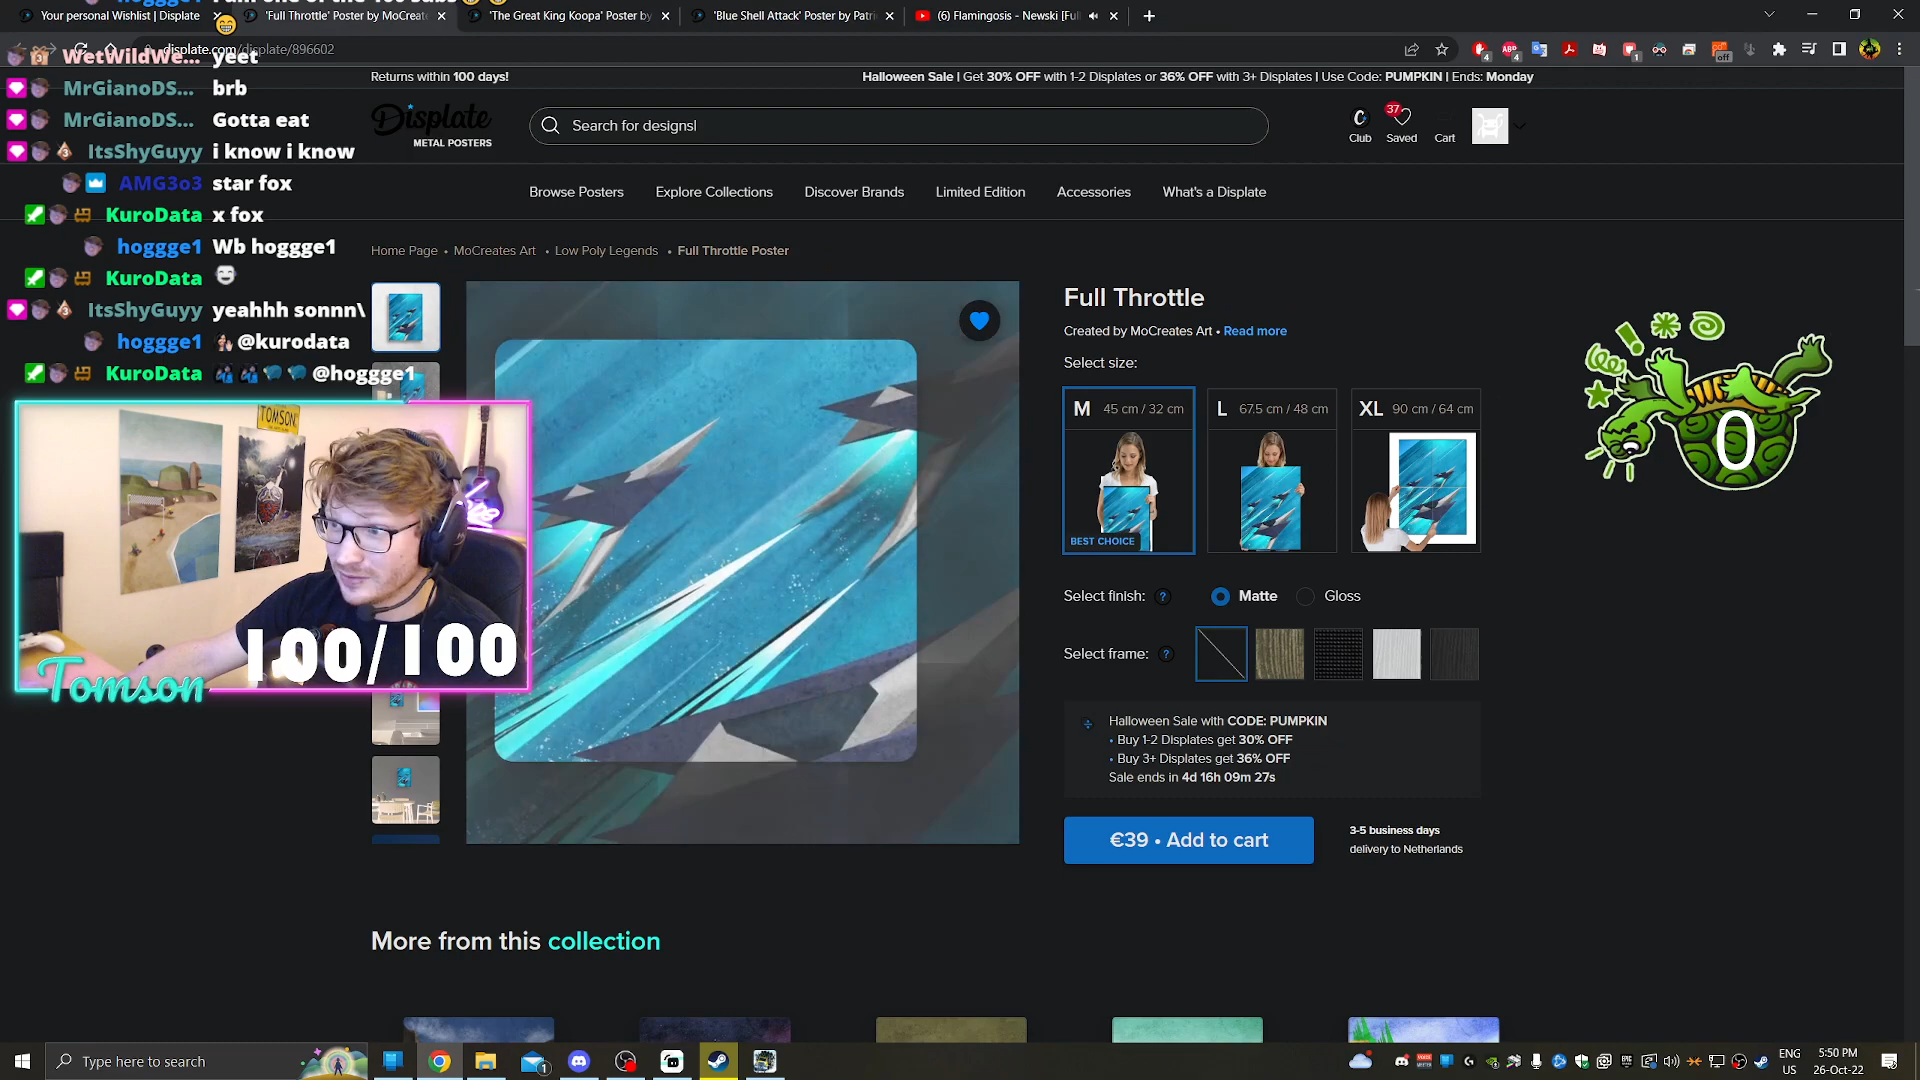 Your personal Wishlist | Displate
'Full Throttle' Poster by MoCreate
'The Great King Koopa' Poster by
'Blue Shell Attack' Poster by Patri
(6) Flamingosis - Newski [Full
displate.com/displate/896602
Returns within 100 days!
Halloween Sale | Get 30% OFF with 1-2 Displates or 36% OFF with 3+ Displates | Use Code: PUMPKIN | Ends: Monday
Displate
METAL POSTERS
Search for designs
Club
37
Saved
Cart
Browse Posters
Explore Collections
Discover Brands
Limited Edition
Accessories
What's a Displate
Home Page • MoCreates Art • Low Poly Legends • Full Throttle Poster
WetWildWe... yeet
MrGianoDS... brb
MrGianoDS... Gotta eat
ItsShyGuyy i know i know
AMG3o3 star fox
KuroData x fox
hoggge1 Wb hoggge1
KuroData
ItsShyGuyy yeahhh sonnn\
hoggge1 @kurodata
KuroData @hoggge1
TOMSON
100/100
Tomson
Full Throttle
Created by MoCreates Art • Read more
Select size:
M 45 cm / 32 cm
BEST CHOICE
L 67.5 cm / 48 cm
XL 90 cm / 64 cm
Select finish: ? Matte Gloss
Select frame: ?
Halloween Sale with CODE: PUMPKIN
• Buy 1-2 Displates get 30% OFF
• Buy 3+ Displates get 36% OFF
Sale ends in 4d 16h 09m 27s
€39 • Add to cart
3-5 business days
delivery to Netherlands
0
More from this collection
Type here to search
ENG
US
5:50 PM
26-Oct-22